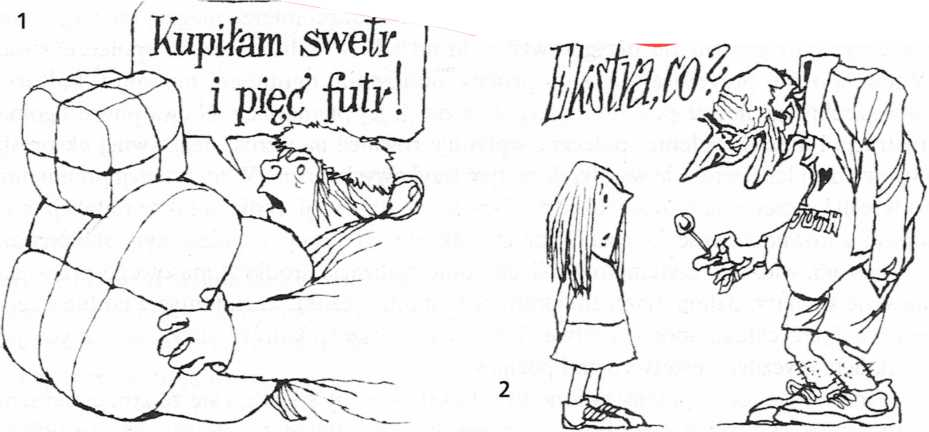 1
Kupiłam swetr
i pięć futr!
Ekstra, co?
2